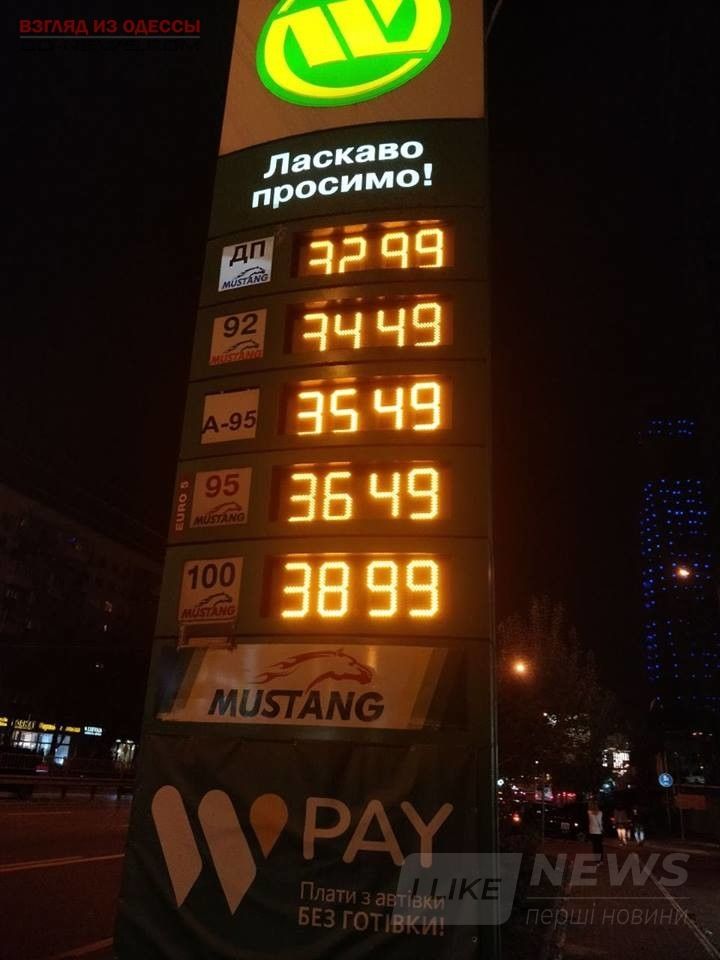 ВЗГЛЯД ИЗ ОДЕССЫ
Ласкаво
просимо!
ДП MUSTANG 3299
92 MUSTANG 3449
А-95 3549
EURO 5 95 MUSTANG 3649
100 MUSTANG 3899
MUSTANG
PAY
Плати з автівки
БЕЗ ГОТІВКИ!
I LIKE NEWS
перші новини